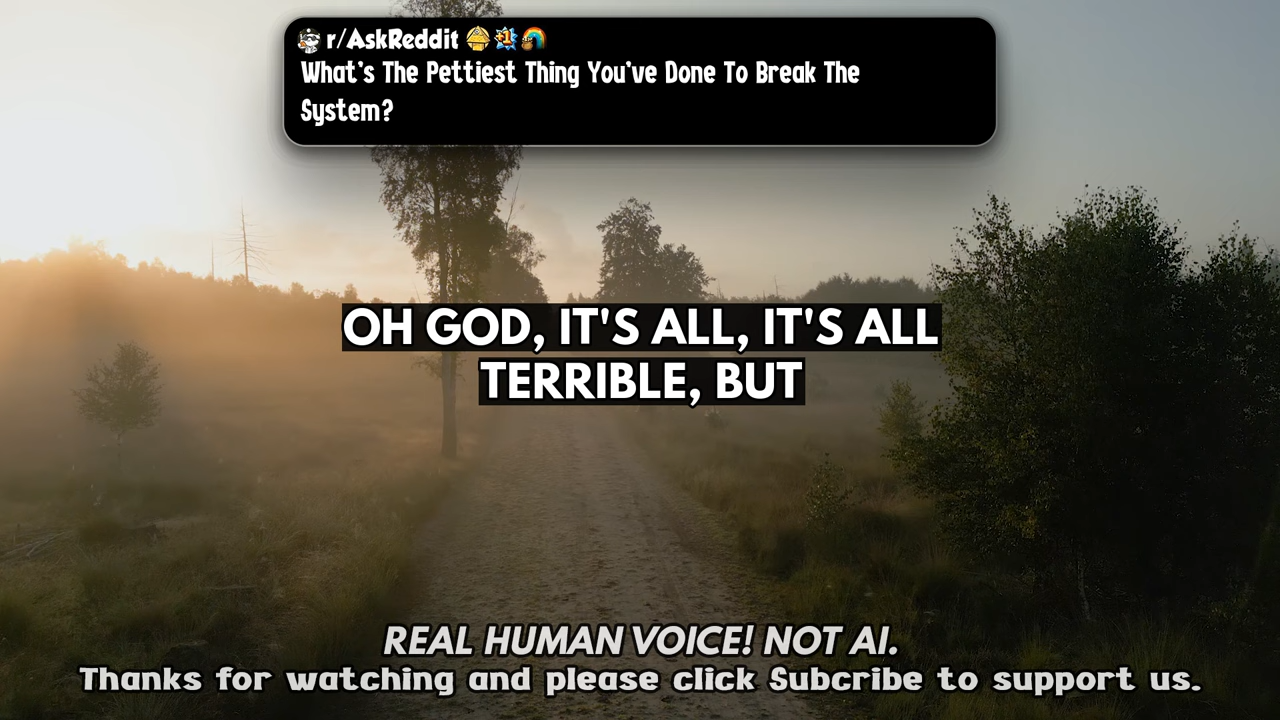 r/AskReddit
What's The Pettiest Thing You've Done To Break The
System?
OH GOD, IT'S ALL, IT'S ALL
TERRIBLE, BUT
REAL HUMAN VOICE! NOT AI.
Thanks for watching and please click Subcribe to support us.